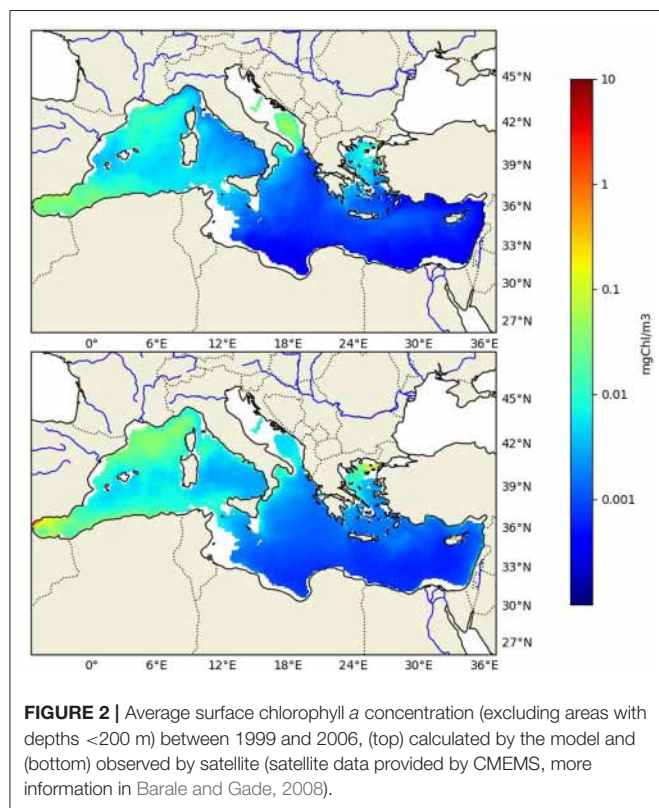 45°N
42°N
39°N
36°N
33°N
30°N
27°N
0° 6°E 12°E 18°E 24°E 30°E 36°E
45°N
42°N
39°N
36°N
33°N
30°N
27°N
0° 6°E 12°E 18°E 24°E 30°E 36°E
10
1
0.1
0.01
0.001
mgChl/m3
FIGURE 2 | Average surface chlorophyll a concentration (excluding areas with
depths <200 m) between 1999 and 2006, (top) calculated by the model and
(bottom) observed by satellite (satellite data provided by CMEMS, more
information in Barale and Gade, 2008).